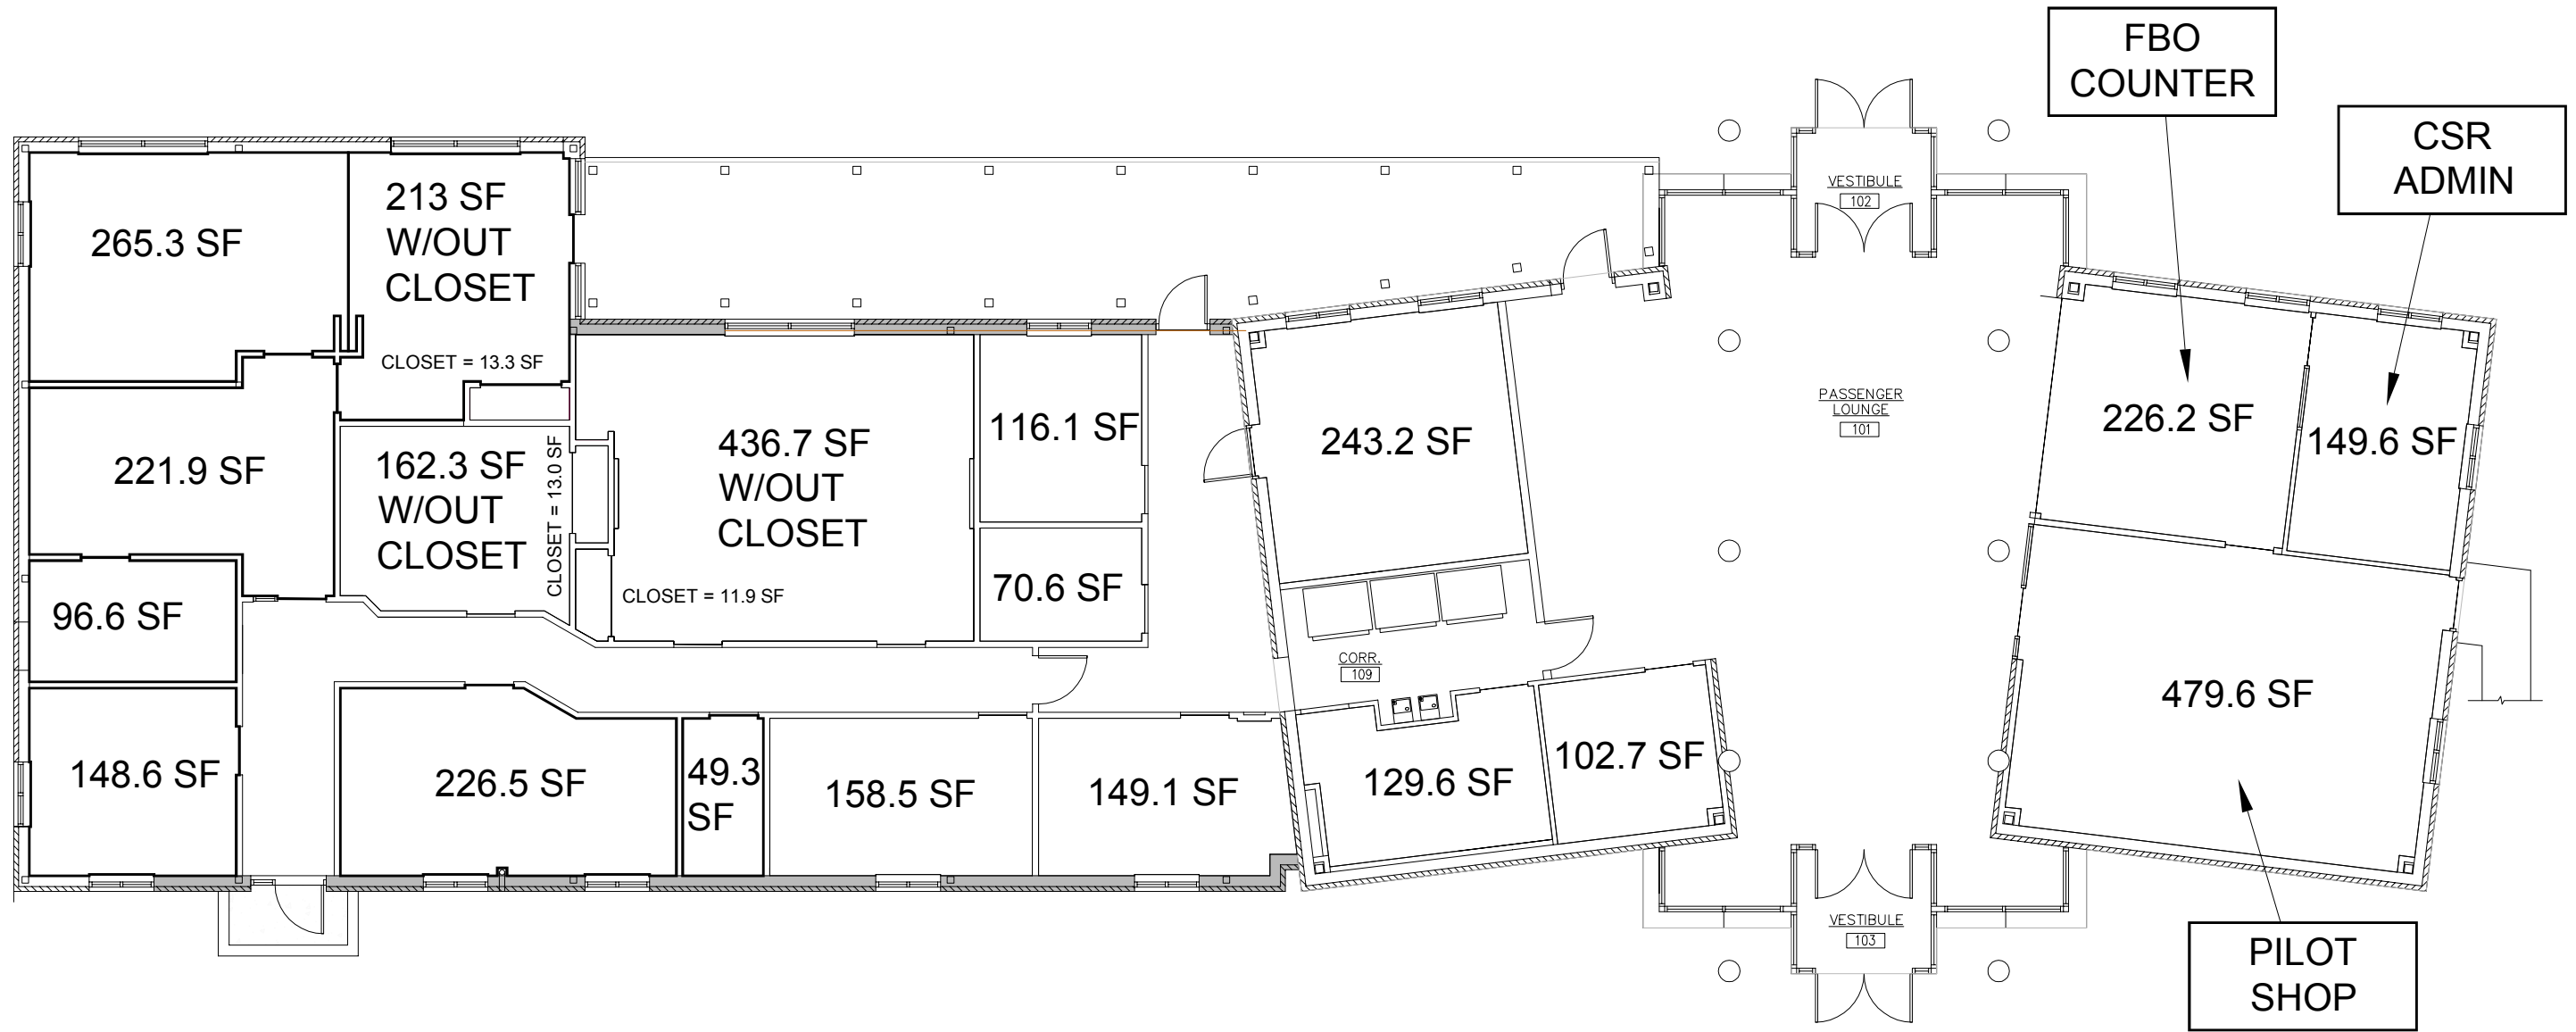 FBO
COUNTER
CSR
ADMIN
VESTIBULE
102
213 SF
W/OUT
CLOSET
265.3 SF
CLOSET = 13.3 SF
PASSENGER
LOUNGE
101
116.1 SF
226.2 SF
243.2 SF
149.6 SF
436.7 SF
W/OUT
CLOSET
221.9 SF
162.3 SF
W/OUT
CLOSET
CLOSET = 13.0 SF
70.6 SF
CLOSET = 11.9 SF
96.6 SF
CORR.
109
479.6 SF
148.6 SF
226.5 SF
49.3
SF
158.5 SF
149.1 SF
129.6 SF
102.7 SF
VESTIBULE
103
PILOT
SHOP